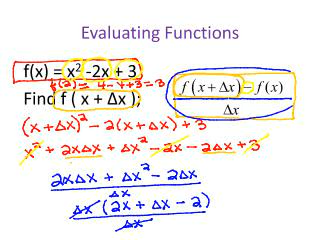 Evaluating Functions
f(x) = x² -2x + 3
f(2) = 4 - 4 + 3 = 3
Find f ( x + Δx );
f(x + Δx) − f(x)
Δx
(x + Δx)² − 2(x + Δx) + 3
x² + 2xΔx + Δx² − 2x − 2Δx + 3
2xΔx + Δx² − 2Δx
Δx
Δx (2x + Δx − 2)
Δx